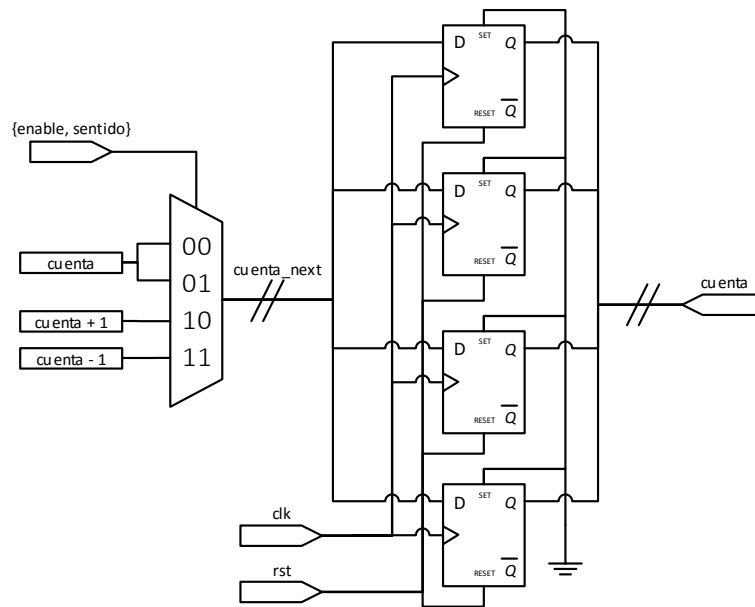 {enable, sentido}
cuenta
cuenta + 1
cuenta - 1
00
01
10
11
cuenta_next
D SET Q
RESET Q
D SET Q
RESET Q
D SET Q
RESET Q
D SET Q
RESET Q
clk
rst
cuenta